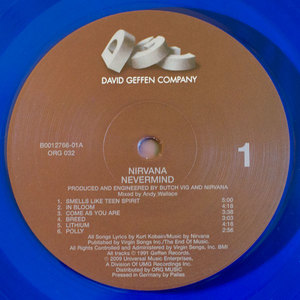 DGC
DAVID GEFFEN COMPANY
B0012766-01A
ORG 032
1
NIRVANA
NEVERMIND
PRODUCED AND ENGINEERED BY BUTCH VIG AND NIRVANA
Mixed by Andy Wallace
1. SMELLS LIKE TEEN SPIRIT 5:00
2. IN BLOOM 4:16
3. COME AS YOU ARE 3:38
4. BREED 3:03
5. LITHIUM 4:16
6. POLLY 2:56
All Songs Lyrics by Kurt Kobain/Music by Nirvana
Published by Virgin Songs Inc./The End Of Music.
All Rights Controlled and Administered by Virgin Songs, Inc. BMI
All tracks ℗ 1991 Geffen Records.
© 2009 Universal Music Enterprises,
A Division Of UMG Recordings Inc.
Distributed by ORG MUSIC
Pressed in Germany by Pallas